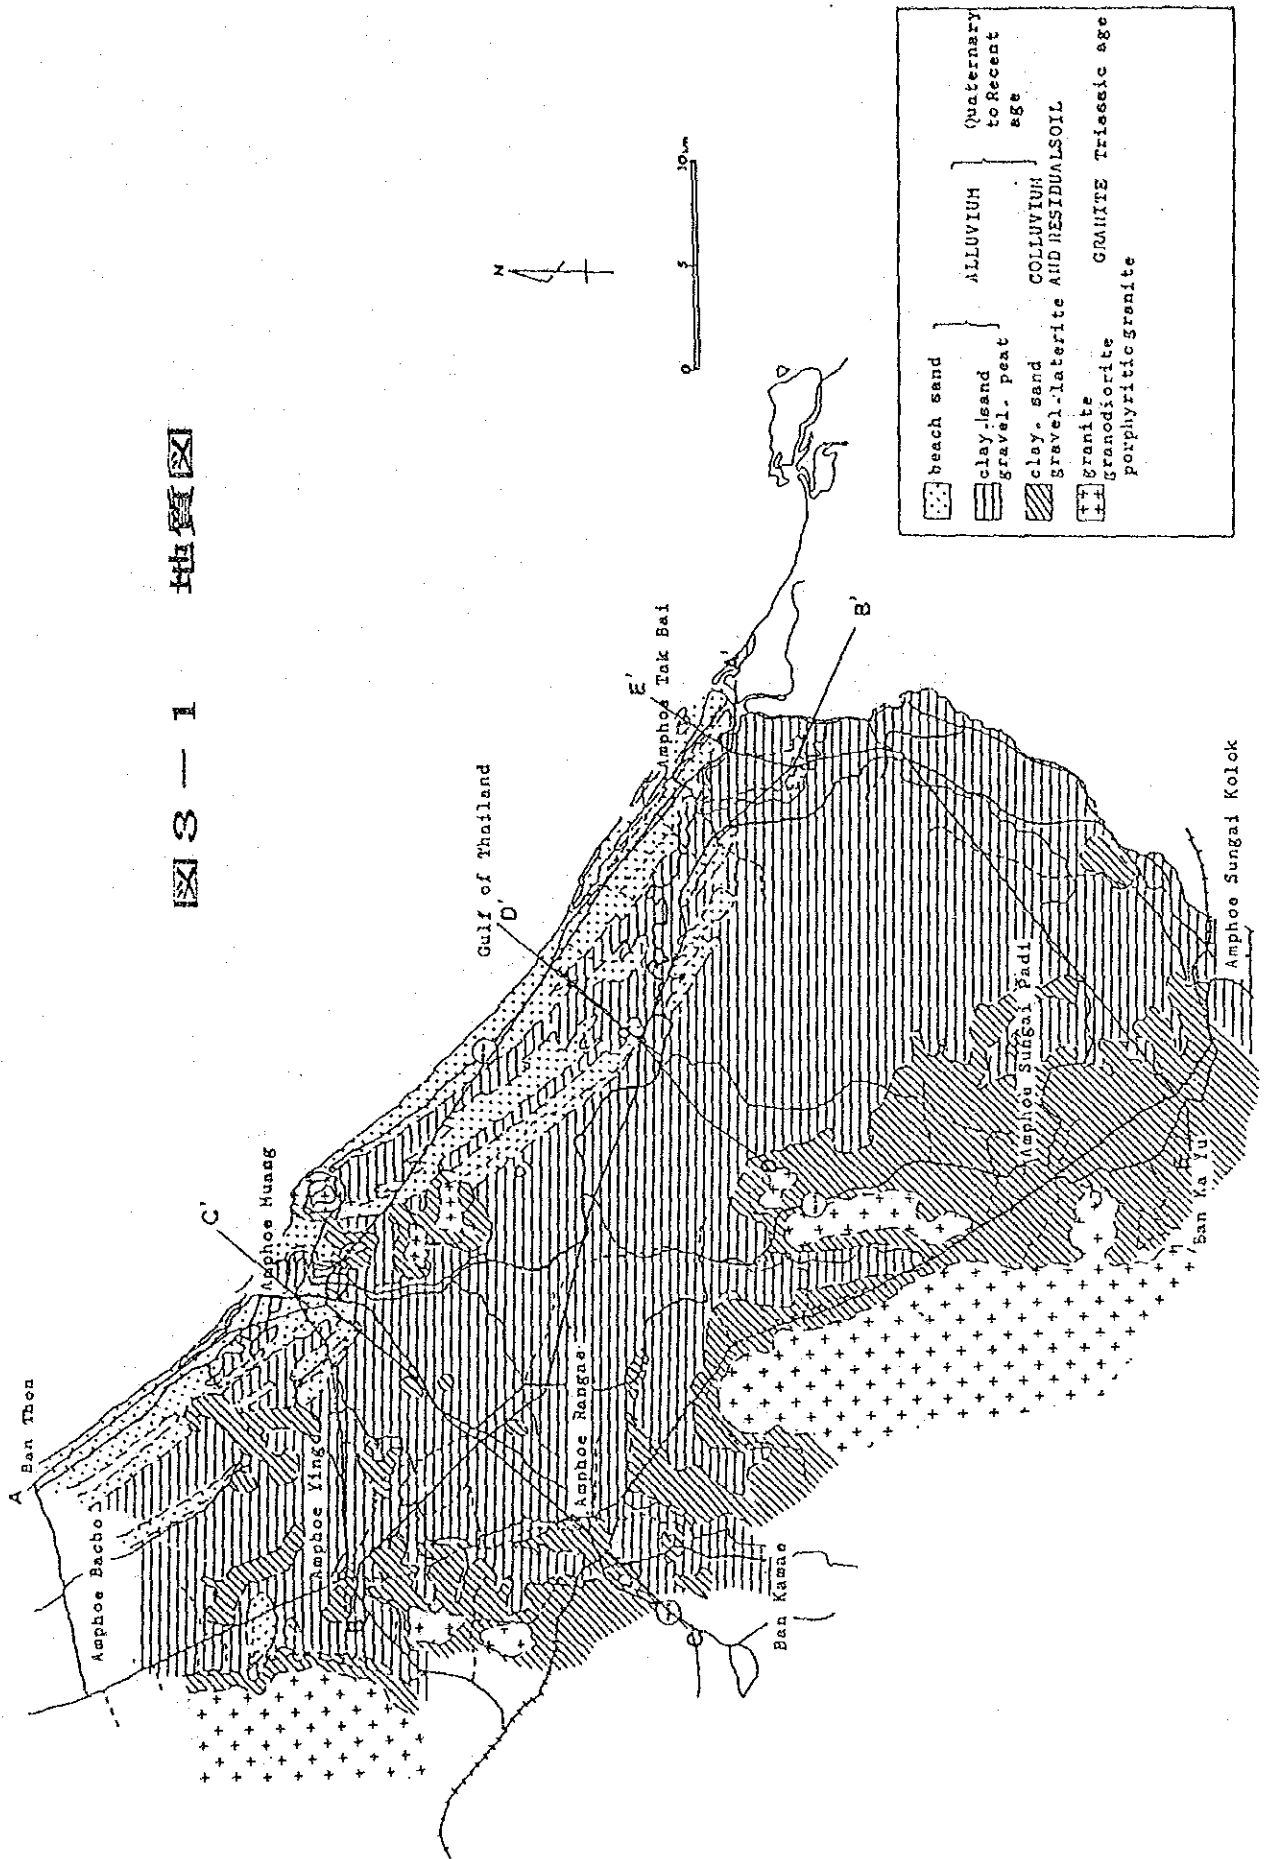 図3-1 地質図
N
0 5 10km
A
Ban Thon
Amphoe Bacho
C'
Amphoe Muang
Amphoe Yingo
Gulf of Thailand
D'
E'
Amphoe Tak Bai
A'
B'
Amphoe Rangae
Ban Kamae
C
B
D
Amphoe Sungai Padi
Ban Ka Yu
Amphoe Sungai Kolok
beach sand
clay. sand
gravel. peat
ALLUVIUM
Quaternary
to Recent
age
clay. sand
gravel-laterite
COLLUVIUM
AND RESIDUALSOIL
granite
granodiorite
porphyritic granite
GRANITE Triassic age